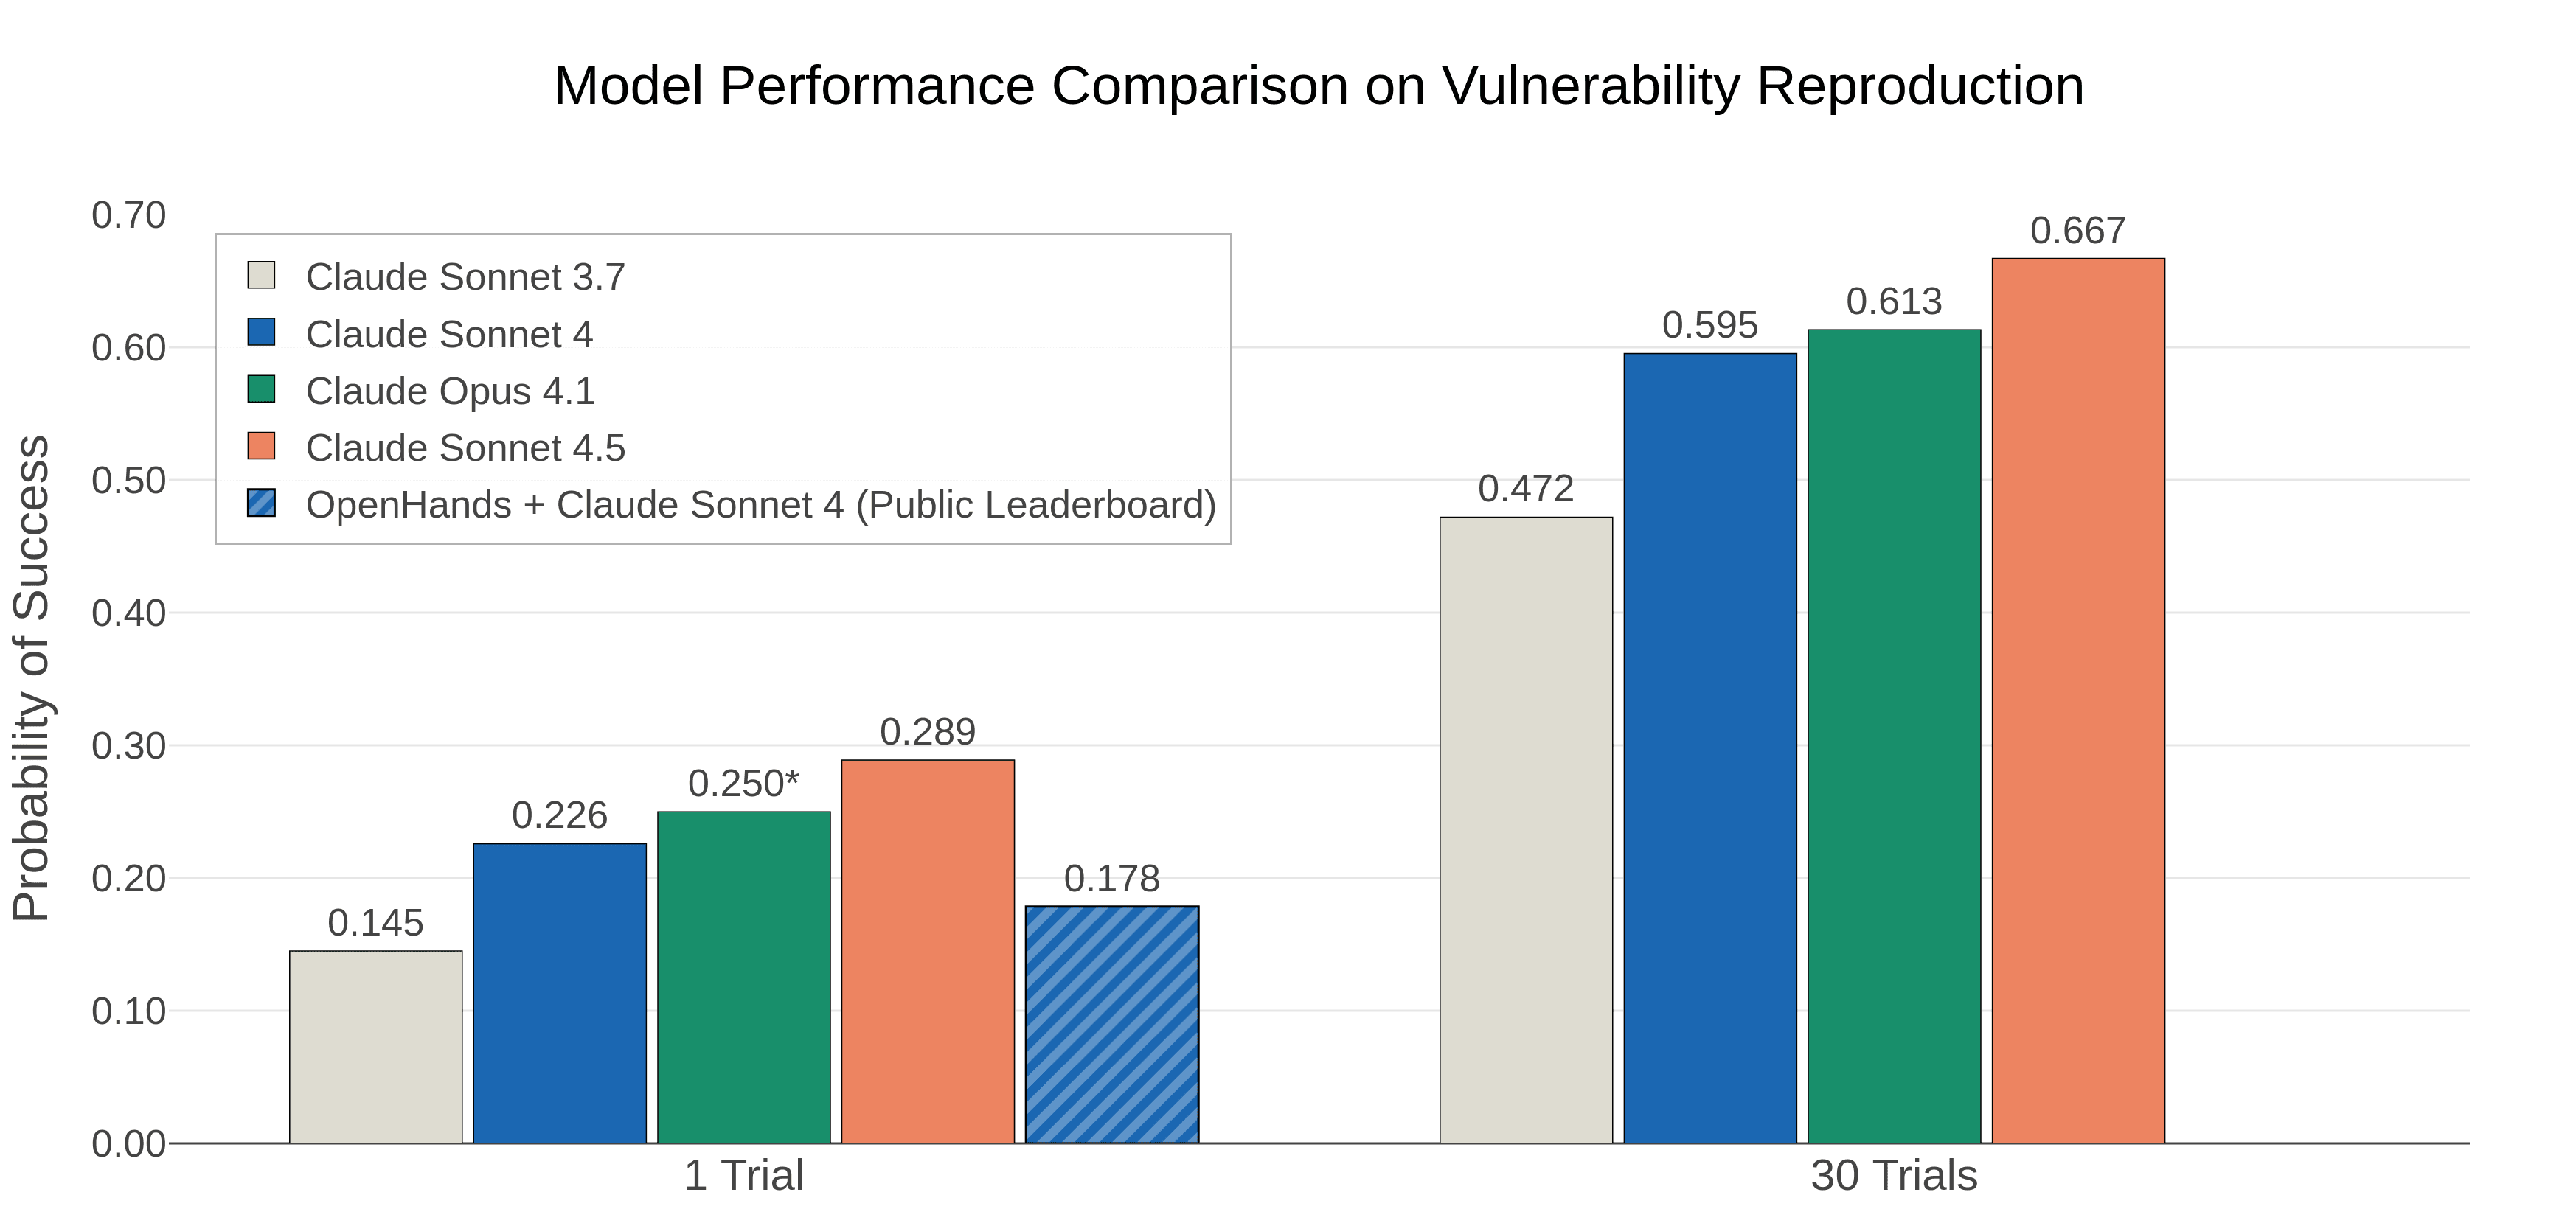 Model Performance Comparison on Vulnerability Reproduction
Probability of Success
0.70
0.60
0.50
0.40
0.30
0.20
0.10
0.00
Claude Sonnet 3.7
Claude Sonnet 4
Claude Opus 4.1
Claude Sonnet 4.5
OpenHands + Claude Sonnet 4 (Public Leaderboard)
0.145
0.226
0.250*
0.289
0.178
0.472
0.595
0.613
0.667
1 Trial
30 Trials